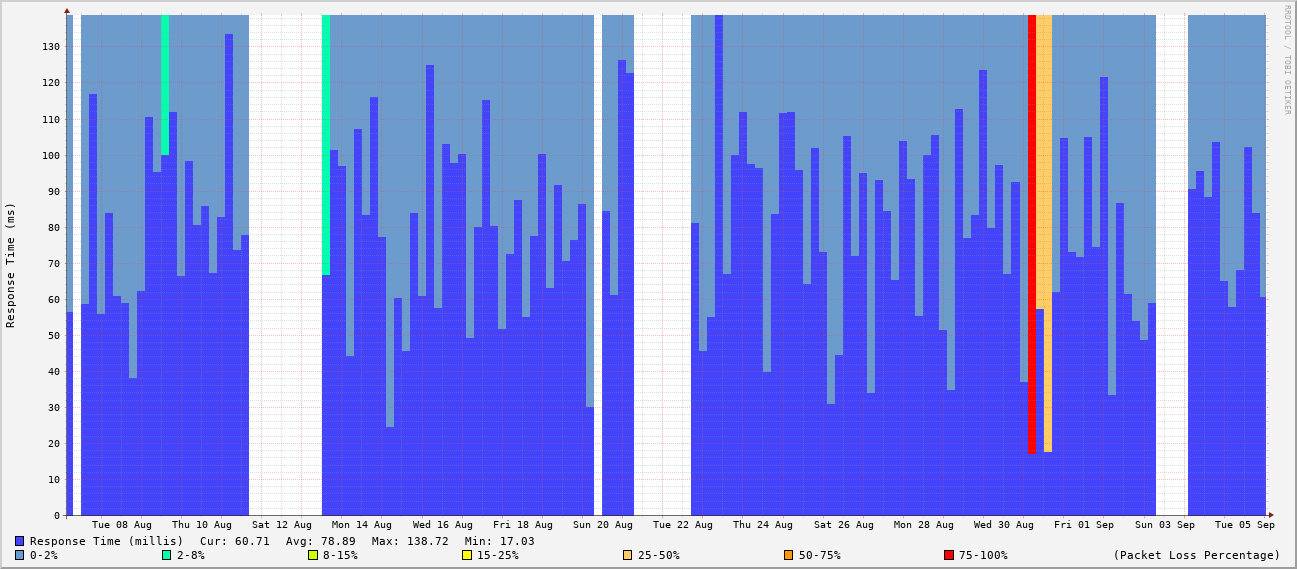 RRDTOOL / TOBI OETIKER
Response Time (ms)
130
120
110
100
90
80
70
60
50
40
30
20
10
0
Tue 08 Aug Thu 10 Aug Sat 12 Aug Mon 14 Aug Wed 16 Aug Fri 18 Aug Sun 20 Aug Tue 22 Aug Thu 24 Aug Sat 26 Aug Mon 28 Aug Wed 30 Aug Fri 01 Sep Sun 03 Sep Tue 05 Sep
Response Time (millis) Cur: 60.71 Avg: 78.89 Max: 138.72 Min: 17.03
0-2% 2-8% 8-15% 15-25% 25-50% 50-75% 75-100% (Packet Loss Percentage)